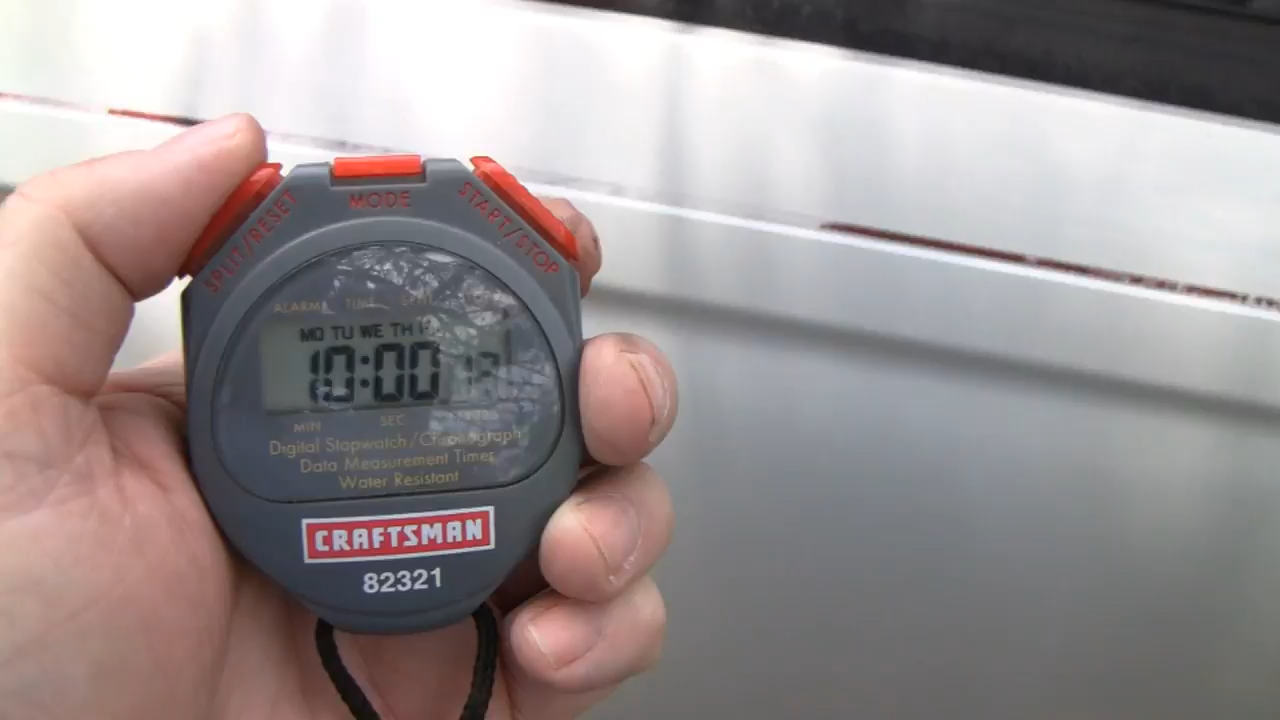 SPLIT/RESET
MODE
START/STOP
ALARM TIME
MO TU WE TH
10:00
MIN SEC
Digital Stopwatch/Chronograph
Data Measurement Timer
Water Resistant
CRAFTSMAN
82321